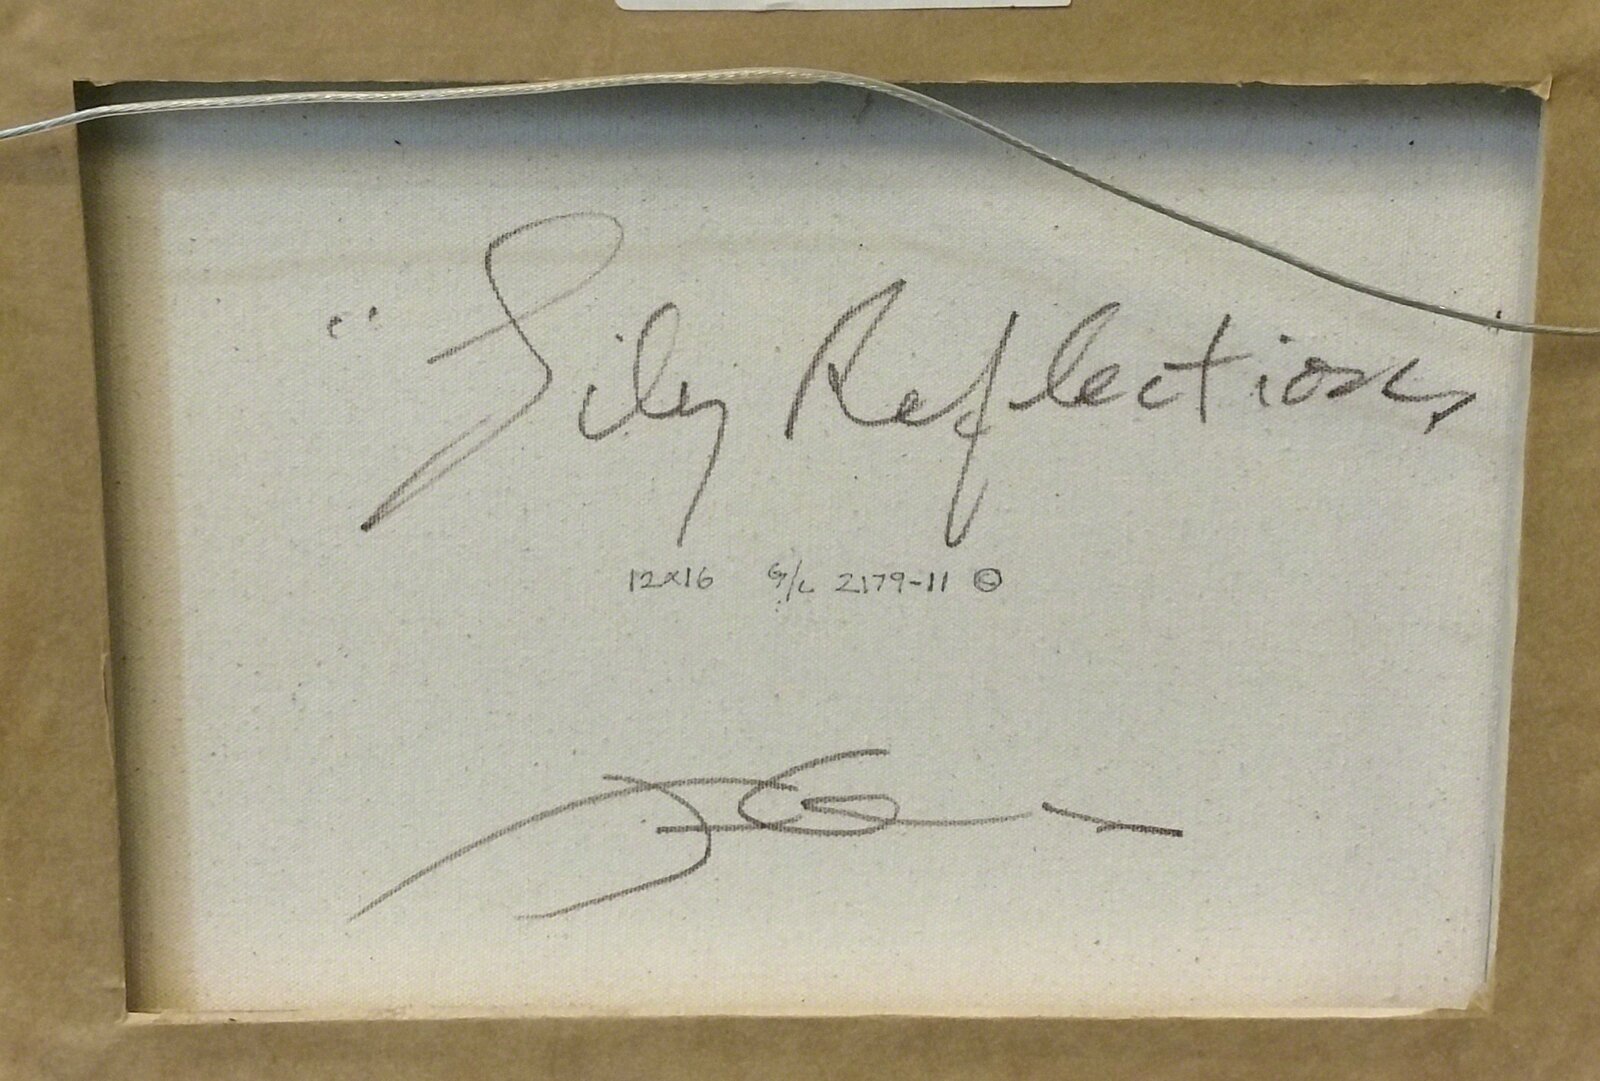 "Lily Reflections"
12x16 G/L 2179-11 ©